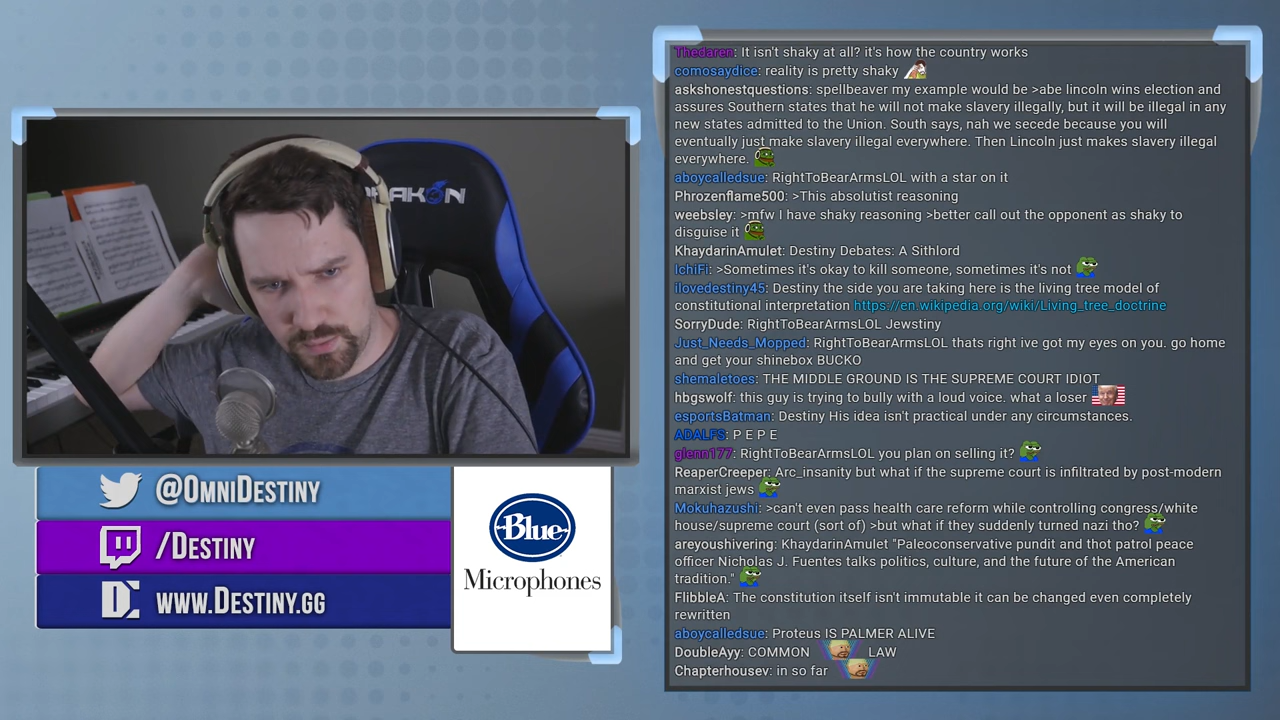 Thedaren: It isn't shaky at all? it's how the country works
comosaydice: reality is pretty shaky
askshonestquestions: spellbeaver my example would be >abe lincoln wins election and
assures Southern states that he will not make slavery illegally, but it will be illegal in any
new states admitted to the Union. South says, nah we secede because you will
eventually just make slavery illegal everywhere. Then Lincoln just makes slavery illegal
everywhere.
aboycalledsue: RightToBearArmsLOL with a star on it
Phrozenflame500: >This absolutist reasoning
weebsley: >mfw I have shaky reasoning >better call out the opponent as shaky to
disguise it
KhaydarinAmulet: Destiny Debates: A Sithlord
IchiFi: >Sometimes it's okay to kill someone, sometimes it's not
ilovedestiny45: Destiny the side you are taking here is the living tree model of
constitutional interpretation https://en.wikipedia.org/wiki/Living_tree_doctrine
SorryDude: RightToBearArmsLOL Jewstiny
Just_Needs_Mopped: RightToBearArmsLOL thats right ive got my eyes on you. go home
and get your shinebox BUCKO
shemaletoes: THE MIDDLE GROUND IS THE SUPREME COURT IDIOT
hbgswolf: this guy is trying to bully with a loud voice. what a loser
esportsBatman: Destiny His idea isn't practical under any circumstances.
ADALFS: P E P E
glenn177: RightToBearArmsLOL you plan on selling it?
ReaperCreeper: Arc_insanity but what if the supreme court is infiltrated by post-modern
marxist jews
Mokuhazushi: >can't even pass health care reform while controlling congress/white
house/supreme court (sort of) >but what if they suddenly turned nazi tho?
areyoushivering: KhaydarinAmulet "Paleoconservative pundit and thot patrol peace
officer Nicholas J. Fuentes talks politics, culture, and the future of the American
tradition."
FlibbleA: The constitution itself isn't immutable it can be changed even completely
rewritten
aboycalledsue: Proteus IS PALMER ALIVE
DoubleAyy: COMMON LAW
Chapterhousev: in so far
@OmniDestiny
/Destiny
www.Destiny.gg
Blue
Microphones